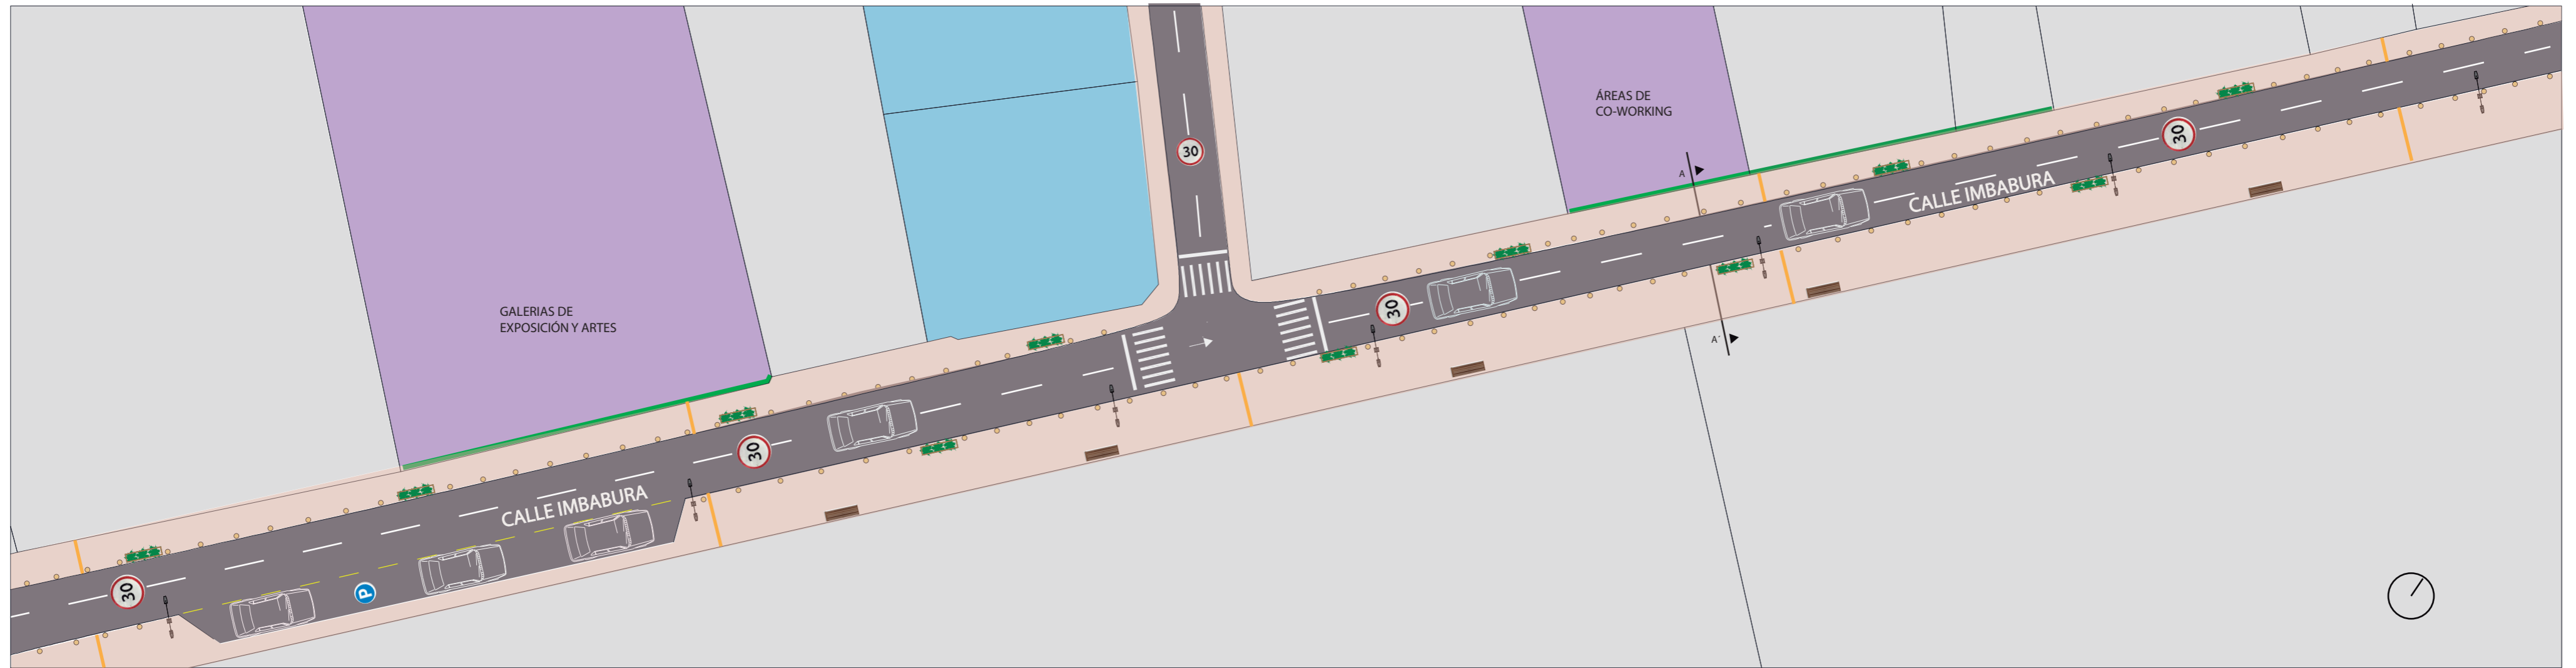 30
ÁREAS DE
CO-WORKING
30
A
CALLE IMBABURA
GALERIAS DE
EXPOSICIÓN Y ARTES
30
A´
30
CALLE IMBABURA
30
P